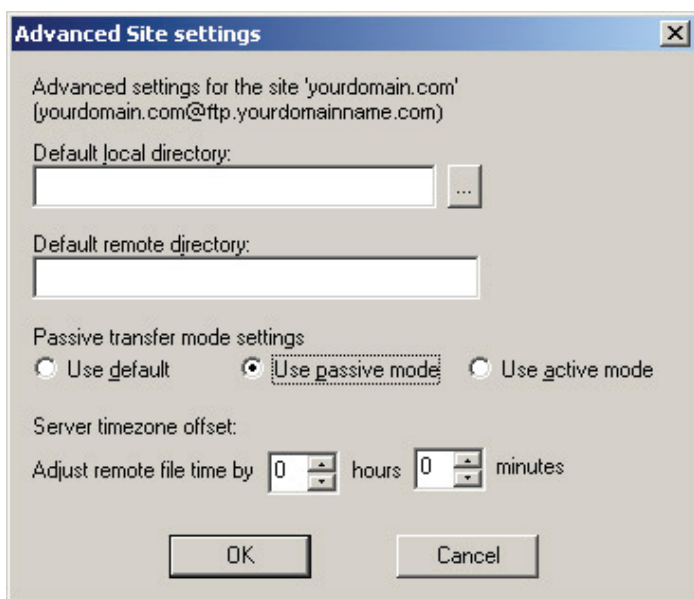 Advanced Site settings
Advanced settings for the site 'yourdomain.com'
(yourdomain.com@ftp.yourdomainname.com)
Default local directory:
...
Default remote directory:
Passive transfer mode settings
Use default Use passive mode Use active mode
Server timezone offset:
Adjust remote file time by 0 hours 0 minutes
OK Cancel